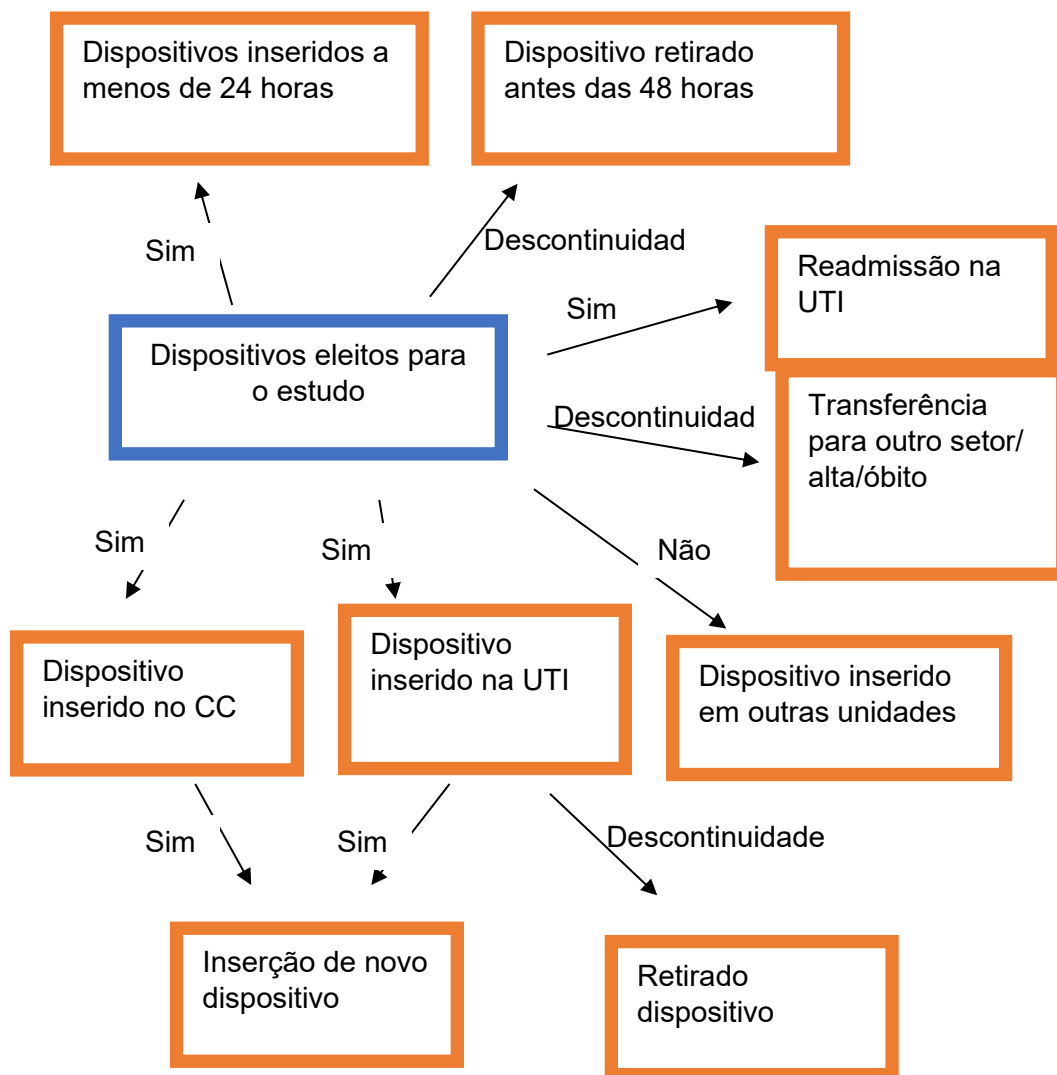 Dispositivos inseridos a
menos de 24 horas
Dispositivo retirado
antes das 48 horas
Sim
Descontinuidad
Readmissão na
UTI
Sim
Dispositivos eleitos para
o estudo
Descontinuidad
Transferência
para outro setor/
alta/óbito
Sim
Sim
Não
Dispositivo
inserido no CC
Dispositivo
inserido na UTI
Dispositivo inserido
em outras unidades
Sim
Sim
Descontinuidade
Inserção de novo
dispositivo
Retirado
dispositivo